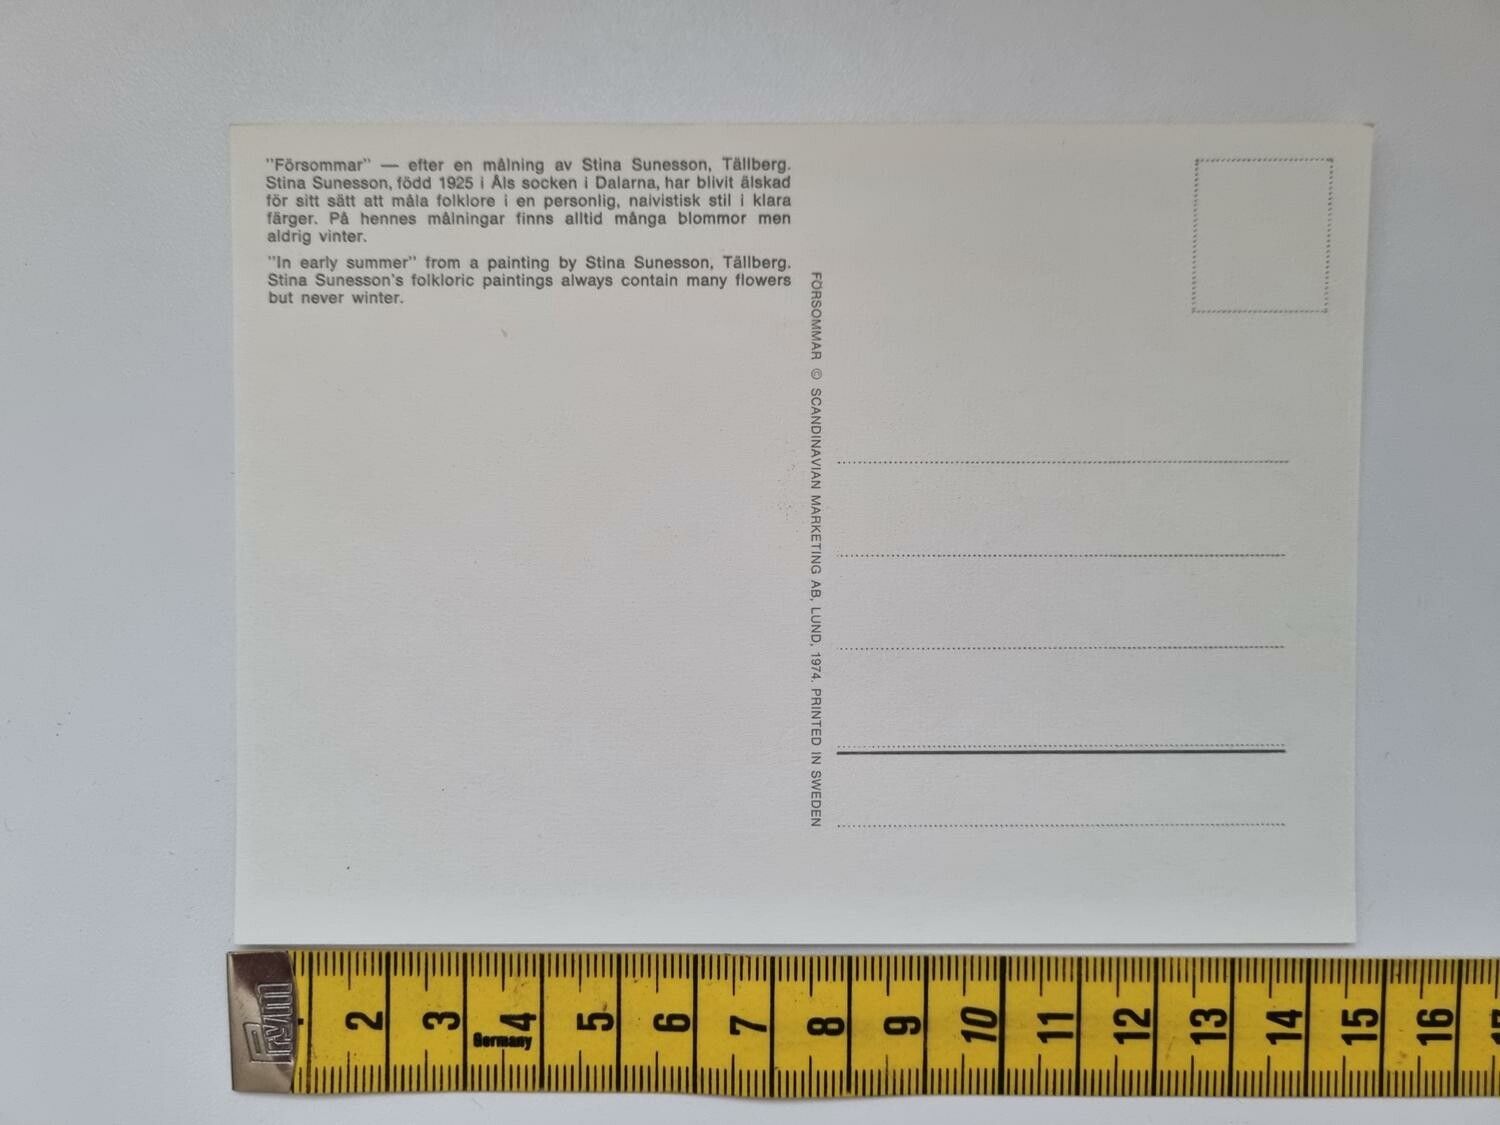 "Försommar" — efter en målning av Stina Sunesson, Tällberg.
Stina Sunesson, född 1925 i Åls socken i Dalarna, har blivit älskad
för sitt sätt att måla folklore i en personlig, naivistisk stil i klara
färger. På hennes målningar finns alltid många blommor men
aldrig vinter.
"In early summer" from a painting by Stina Sunesson, Tällberg.
Stina Sunesson's folkloric paintings always contain many flowers
but never winter.
FÖRSOMMAR © SCANDINAVIAN MARKETING AB, LUND, 1974. PRINTED IN SWEDEN
Prym
2 3 4 5 6 7 8 9 10 11 12 13 14 15 16
Germany